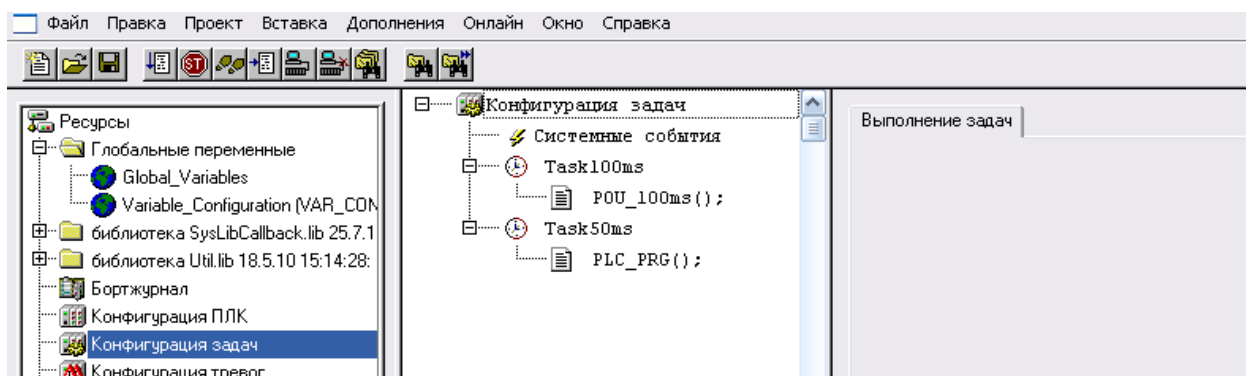 Файл Правка Проект Вставка Дополнения Онлайн Окно Справка
Ресурсы
Глобальные переменные
Global_Variables
Variable_Configuration (VAR_CON
библиотека SysLibCallback.lib 25.7.1
библиотека Util.lib 18.5.10 15:14:28:
Бортжурнал
Конфигурация ПЛК
Конфигурация задач
Конфигурация тревог
Конфигурация задач
Системные события
Task100ms
POU_100ms();
Task50ms
PLC_PRG();
Выполнение задач